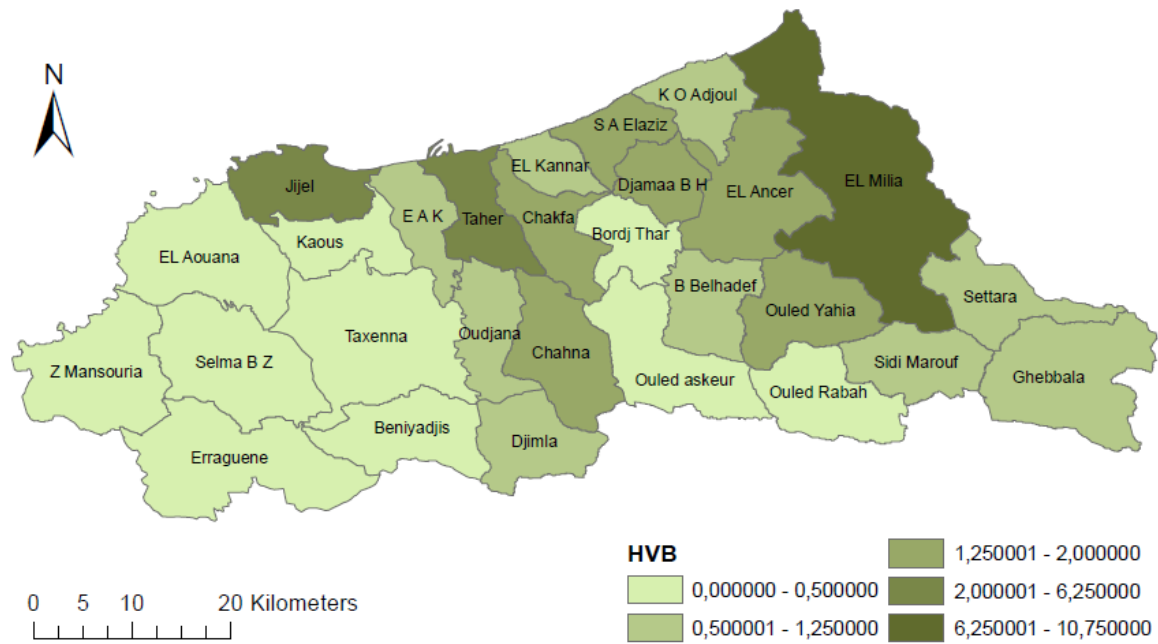 N
K O Adjoul
S A Elaziz
EL Kannar
Djamaa B H
EL Ancer
EL Milia
Jijel
E A K
Taher
Chakfa
Bordj Thar
Kaous
EL Aouana
B Belhadef
Settara
Ouled Yahia
Taxenna
Oudjana
Chahna
Selma B Z
Z Mansouria
Sidi Marouf
Ghebbala
Ouled askeur
Ouled Rabah
Beniyadjis
Djimla
Erraguene
HVB
0,000000 - 0,500000
0,500001 - 1,250000
1,250001 - 2,000000
2,000001 - 6,250000
6,250001 - 10,750000
0 5 10 20 Kilometers